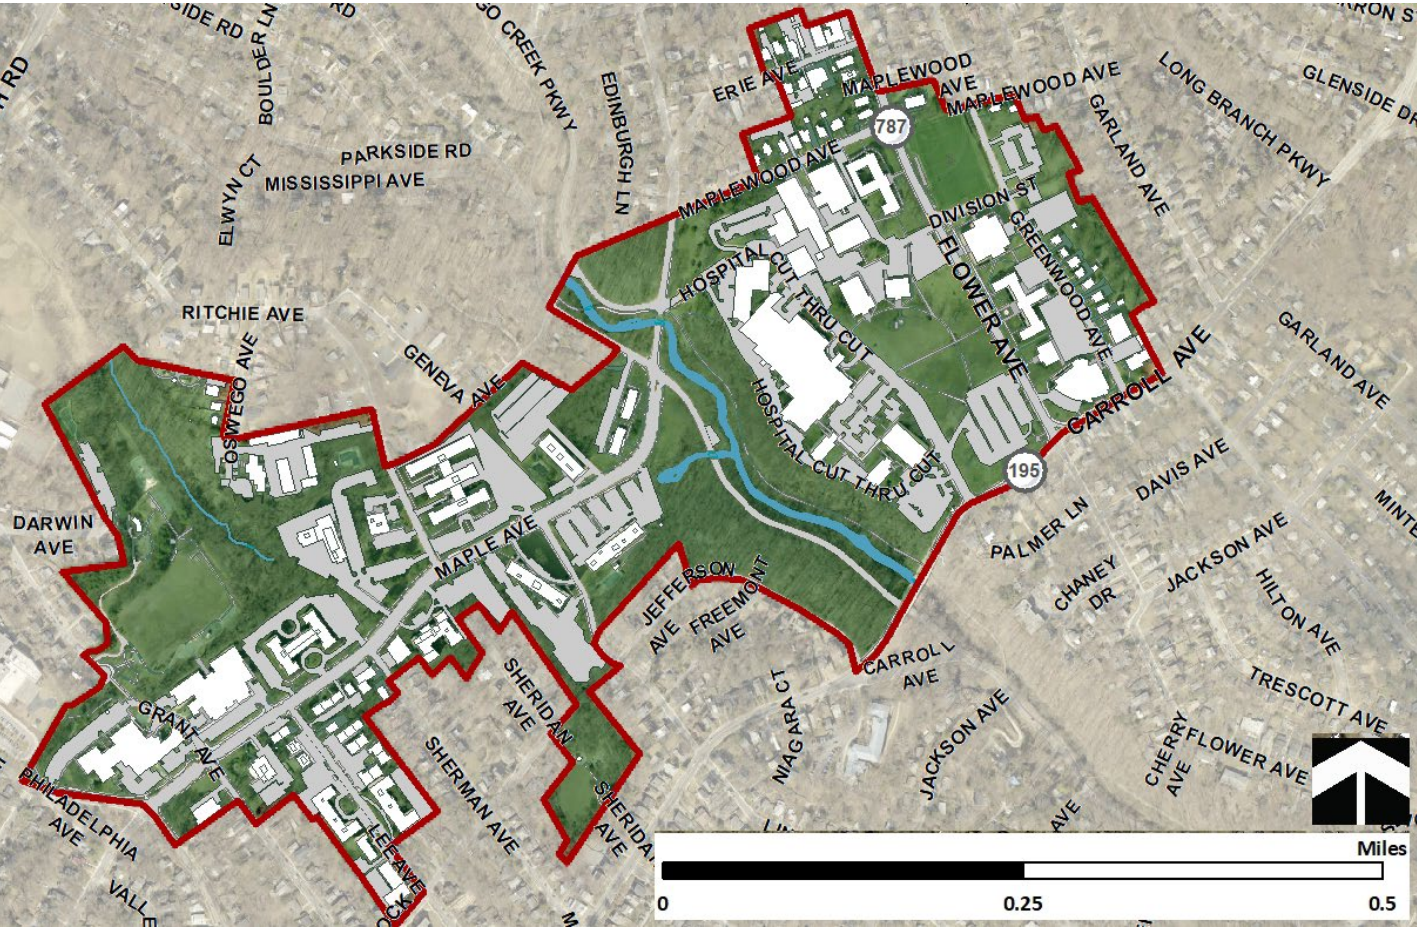 SIDE RD
RD
BOULDER LN
GO CREEK PKWY
EDINBURGH LN
H RD
ERIE AVE
MAPLEWOOD
AVE
MAPLEWOOD AVE
787
GARLAND AVE
LONG BRANCH PKWY
GLENSIDE DR
PARKSIDE RD
MISSISSIPPI AVE
ELWYN CT
MAPLEWOOD AVE
DIVISION ST
GREENWOOD AVE
FLOWER AVE
HOSPITAL CUT THRU CUT
HOSPITAL CUT THRU CUT
CARROLL AVE
GARLAND AVE
RITCHIE AVE
OSWEGO AVE
GENEVA AVE
195
DAVIS AVE
PALMER LN
JACKSON AVE
CHANEY
DR
HILTON AVE
DARWIN
AVE
MAPLE AVE
JEFFERSON
AVE
FREEMONT
AVE
CARROLL
AVE
TRESCOTT AVE
NIAGARA CT
JACKSON AVE
CHERRY
AVE
FLOWER AVE
SHERIDAN
AVE
GRANT AVE
SHERMAN AVE
PHILADELPHIA
AVE
LEE AVE
AVE
Miles
0
0.25
0.5